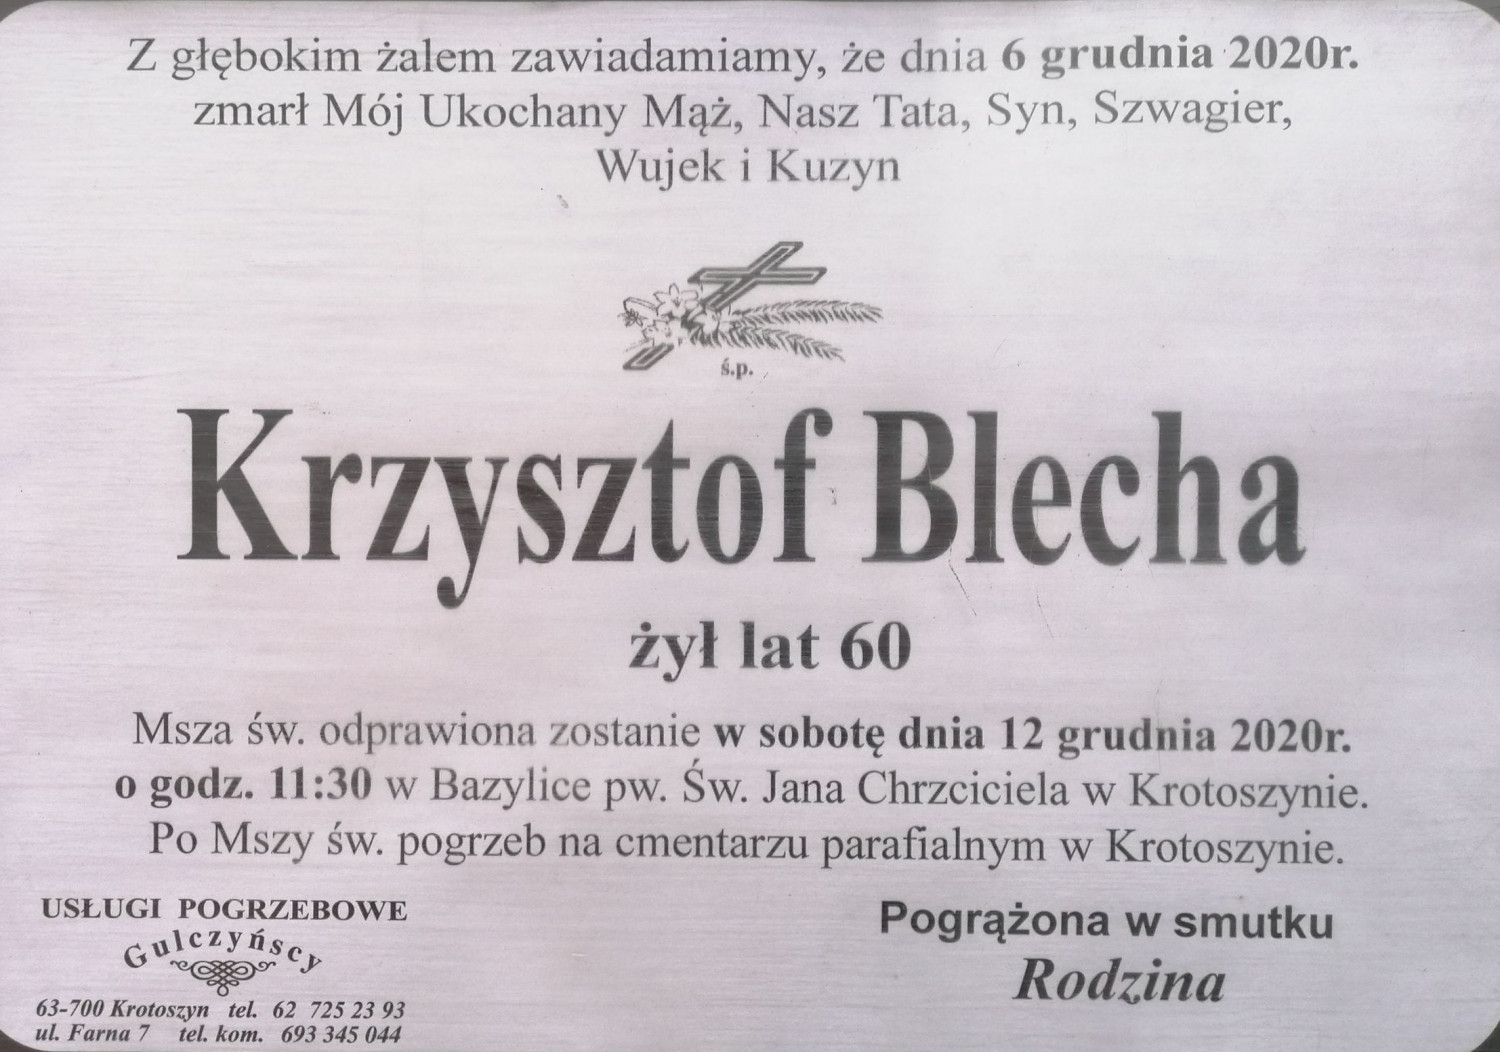 Z głębokim żalem zawiadamiamy, że dnia 6 grudnia 2020r.
zmarł Mój Ukochany Mąż, Nasz Tata, Syn, Szwagier,
Wujek i Kuzyn
ś.p.
Krzysztof Blecha
żył lat 60
Msza św. odprawiona zostanie w sobotę dnia 12 grudnia 2020r.
o godz. 11:30 w Bazylice pw. Św. Jana Chrzciciela w Krotoszynie.
Po Mszy św. pogrzeb na cmentarzu parafialnym w Krotoszynie.
USŁUGI POGRZEBOWE
Gulczyńscy
63-700 Krotoszyn tel. 62 725 23 93
ul. Farna 7 tel. kom. 693 345 044
Pogrążona w smutku
Rodzina